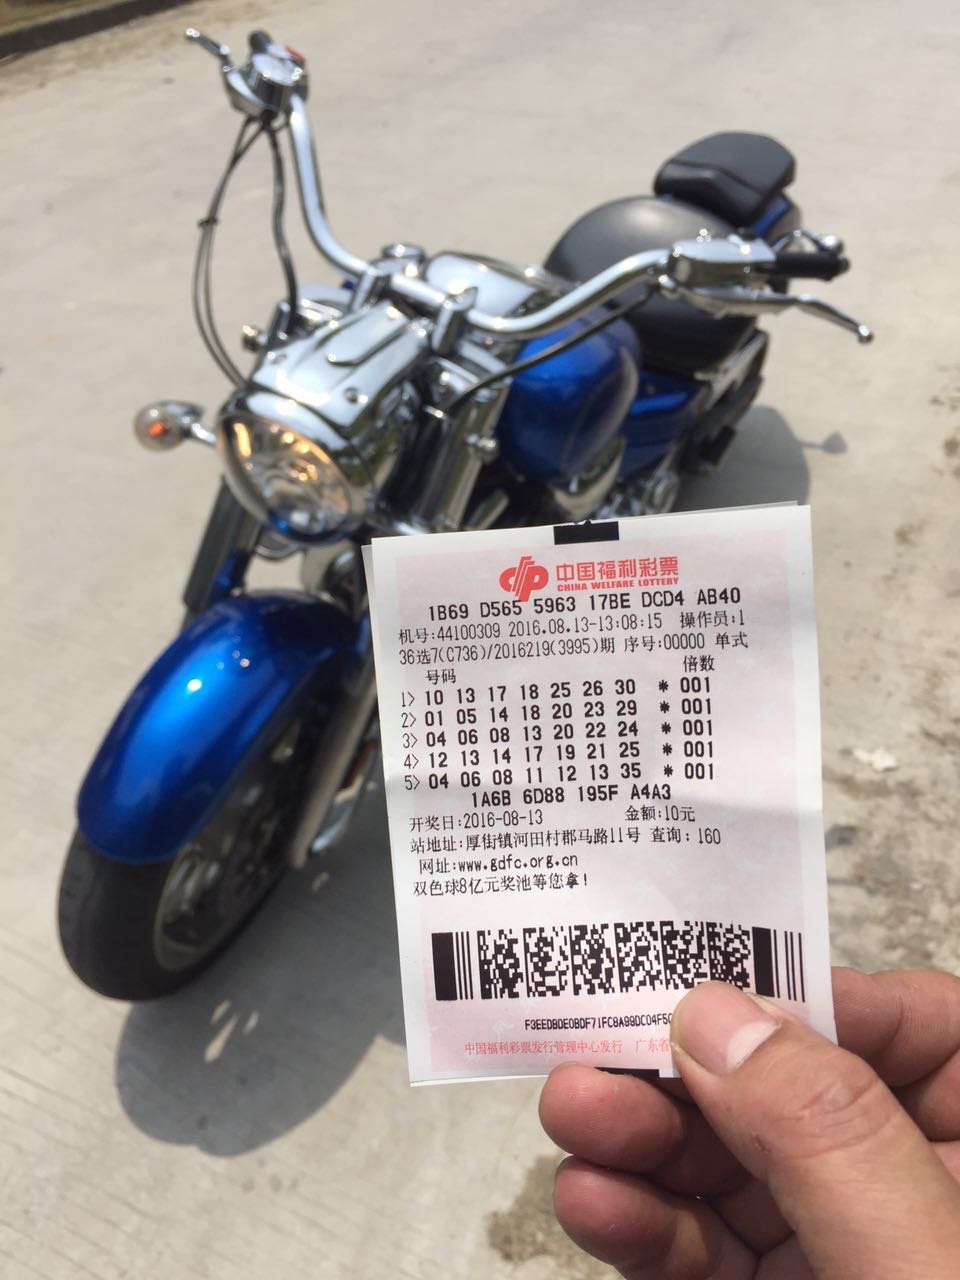 中国福利彩票
CHINA WELFARE LOTTERY
1B69 D565 5963 17BE DCD4 AB40
机号:44100309 2016.08.13-13:08:15 操作员:1
36选7(C736)/2016219(3995)期 序号:00000 单式
号码 倍数
1> 10 13 17 18 25 26 30 * 001
2> 01 05 14 18 20 23 29 * 001
3> 04 06 08 13 20 22 24 * 001
4> 12 13 14 17 19 21 25 * 001
5> 04 06 08 11 12 13 35 * 001
1A6B 6D88 195F A4A3
开奖日:2016-08-13 金额:10元
站地址:厚街镇河田村郡马路11号 查询: 160
网址:www.gdfc.org.cn
双色球8亿元奖池等您拿!
中国福利彩票发行管理中心发行 广东省